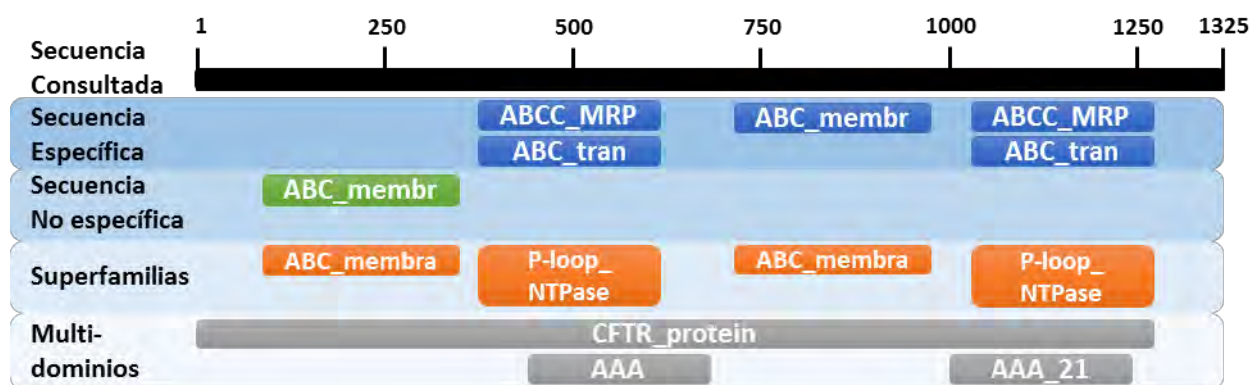 1 250 500 750 1000 1250 1325
Secuencia
Consultada
Secuencia ABCC_MRP ABC_membr ABCC_MRP
Específica ABC_tran ABC_tran
Secuencia ABC_membr
No específica
Superfamilias ABC_membra P-loop_ ABC_membra P-loop_
NTPase NTPase
Multi- CFTR_protein
dominios AAA AAA_21